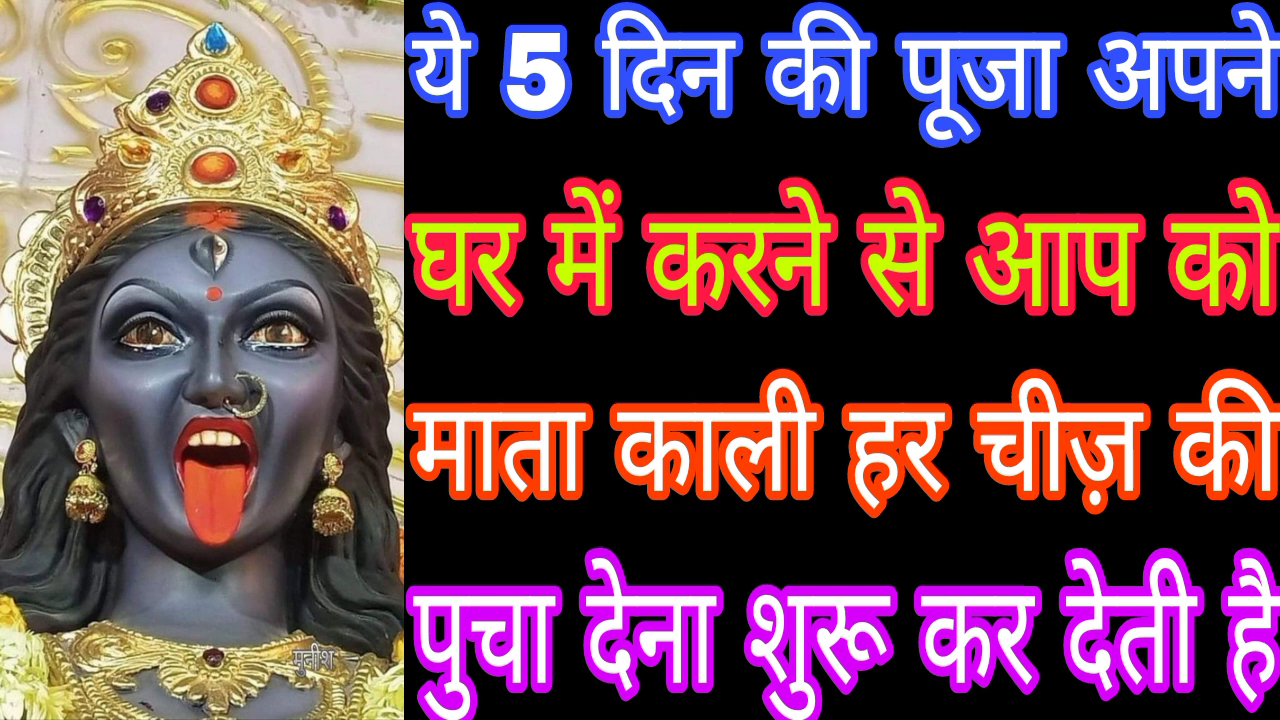 ये 5 दिन की पूजा अपने
घर में करने से आप को
माता काली हर चीज़ की
पुचा देना शुरू कर देती है
मुनीश